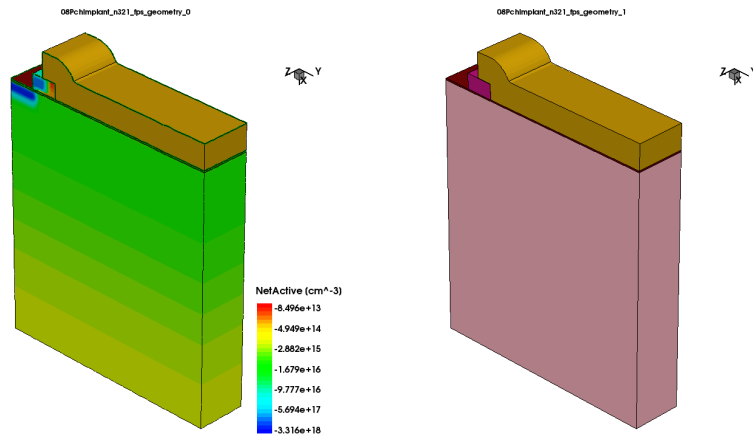 08PchImplant_n321_fps_geometry_0
08PchImplant_n321_fps_geometry_1
Z Y
X
Z Y
X
NetActive [cm^-3]
-8.496e+13
-4.949e+14
-2.882e+15
-1.679e+16
-9.777e+16
-5.694e+17
-3.316e+18